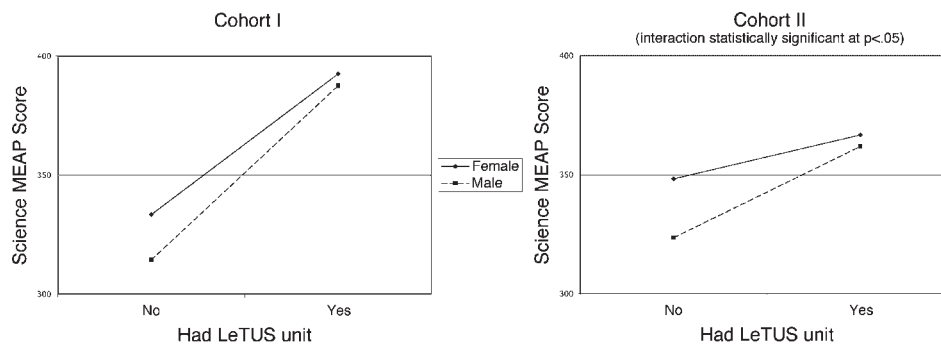 Cohort I
400
350
300
Science MEAP Score
No
Yes
Had LeTUS unit
Female
Male
Cohort II
(interaction statistically significant at p<.05)
400
350
300
Science MEAP Score
No
Yes
Had LeTUS unit